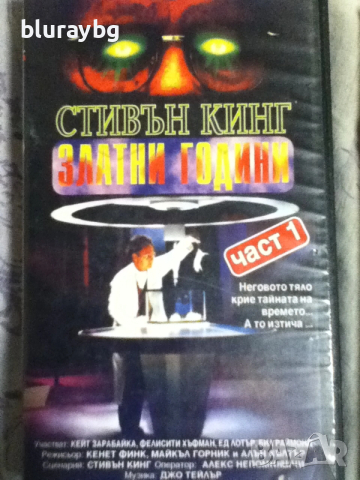 bluraybg
СТИВЪН КИНГ
ЗЛАТНИ ГОДИНИ
част 1
Неговото тяло
крие тайната на
времето...
А то изтича ...
Участват: КЕЙТ ЗАРАБАЙКА, ФЕЛИСИТИ ХЪФМАН, ЕД ЛОТЪР,
Режисьор: КЕНЕТ ФИНК, МАЙКЪЛ ГОРНИК и АЛЪН
Сценарий: СТИВЪН КИНГ Оператор: АЛЕКС
Музика: ДЖО ТЕЙЛЪР